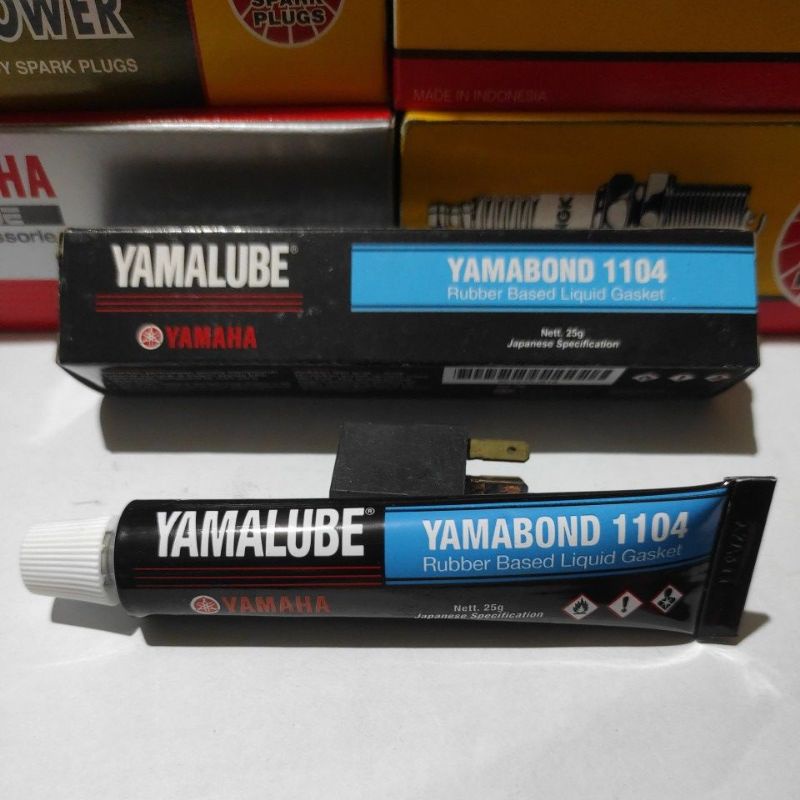 OWER
Y SPARK PLUGS
SPARK
PLUGS
MADE IN INDONESIA
HA
ssorie
NGK
YAMALUBE®
YAMABOND 1104
Rubber Based Liquid Gasket
YAMAHA
Nett. 25g
Japanese Specification
YAMALUBE®
YAMABOND 1104
Rubber Based Liquid Gasket
YAMAHA
Nett. 25g
Japanese Specification